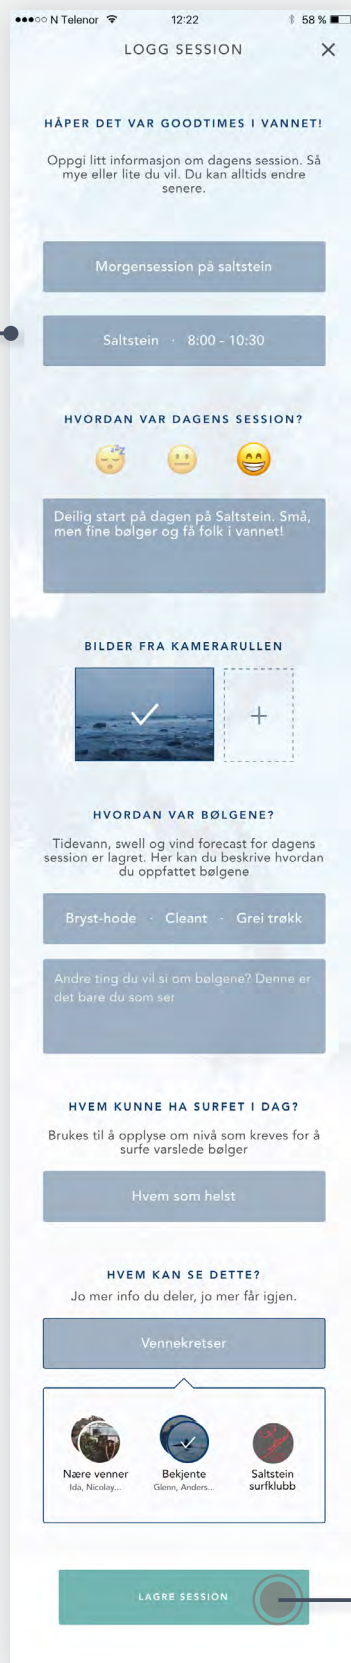 N Telenor 12:22 58 %
LOGG SESSION
HÅPER DET VAR GOODTIMES I VANNET!
Oppgi litt informasjon om dagens session. Så
mye eller lite du vil. Du kan alltids endre
senere.
Morgensession på saltstein
Saltstein · 8:00 - 10:30
HVORDAN VAR DAGENS SESSION?
Deilig start på dagen på Saltstein. Små,
men fine bølger og få folk i vannet!
BILDER FRA KAMERARULLEN
HVORDAN VAR BØLGENE?
Tidevann, swell og vind forecast for dagens
session er lagret. Her kan du beskrive hvordan
du oppfattet bølgene
Bryst-hode · Cleant · Grei trøkk
Andre ting du vil si om bølgene? Denne er
det bare du som ser
HVEM KUNNE HA SURFET I DAG?
Brukes til å opplyse om nivå som kreves for å
surfe varslede bølger
Hvem som helst
HVEM KAN SE DETTE?
Jo mer info du deler, jo mer får igjen.
Vennekretser
Nære venner Bekjente Saltstein
Ida, Nicolay... Glenn, Anders... surfklubb
LAGRE SESSION